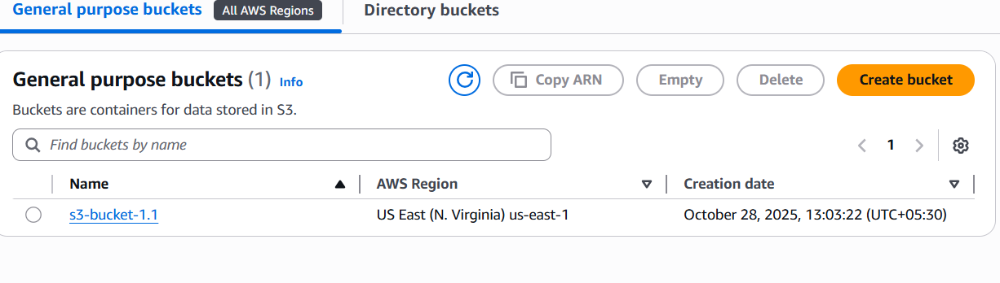 General purpose buckets All AWS Regions Directory buckets
General purpose buckets (1) Info Copy ARN Empty Delete Create bucket
Buckets are containers for data stored in S3.
Find buckets by name 1
Name AWS Region Creation date
s3-bucket-1.1 US East (N. Virginia) us-east-1 October 28, 2025, 13:03:22 (UTC+05:30)